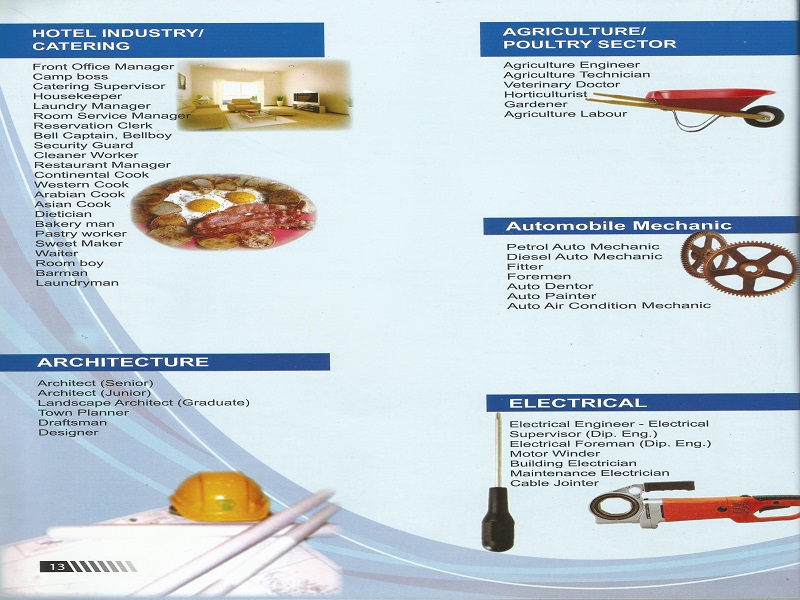 HOTEL INDUSTRY/
CATERING
Front Office Manager
Camp boss
Catering Supervisor
Housekeeper
Laundry Manager
Room Service Manager
Reservation Clerk
Bell Captain, Bellboy
Security Guard
Cleaner Worker
Restaurant Manager
Continental Cook
Western Cook
Arabian Cook
Asian Cook
Dietician
Bakery man
Pastry worker
Sweet Maker
Waiter
Room boy
Barman
Laundryman
ARCHITECTURE
Architect (Senior)
Architect (Junior)
Landscape Architect (Graduate)
Town Planner
Draftsman
Designer
13
AGRICULTURE/
POULTRY SECTOR
Agriculture Engineer
Agriculture Technician
Veterinary Doctor
Horticulturist
Gardener
Agriculture Labour
Automobile Mechanic
Petrol Auto Mechanic
Diesel Auto Mechanic
Fitter
Foremen
Auto Dentor
Auto Painter
Auto Air Condition Mechanic
ELECTRICAL
Electrical Engineer - Electrical
Supervisor (Dip. Eng.)
Electrical Foreman (Dip. Eng.)
Motor Winder
Building Electrician
Maintenance Electrician
Cable Jointer